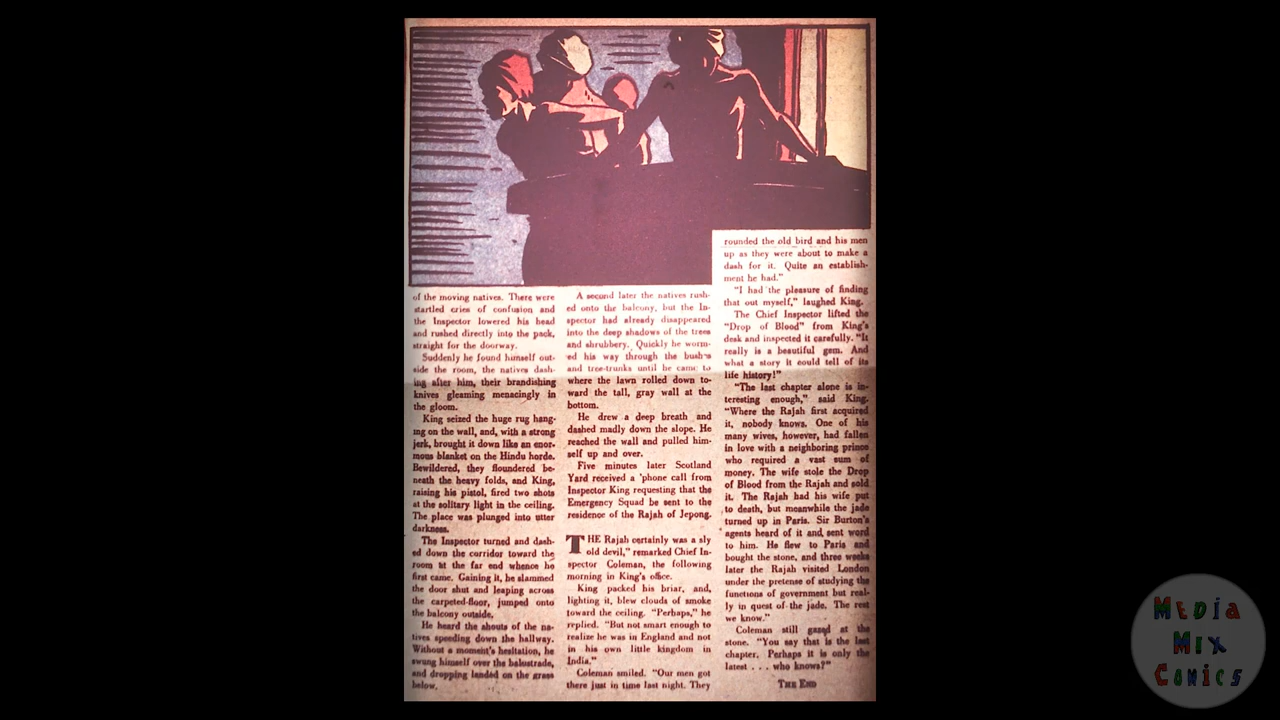 of the moving natives. There were
startled cries of confusion and
the Inspector lowered his head
and rushed directly into the pack,
straight for the doorway.
Suddenly he found himself out-
side the room, the natives dash-
ing after him, their brandishing
knives gleaming menacingly in
the gloom.
King seized the huge rug hang-
ing on the wall, and, with a strong
jerk, brought it down like an enor-
mous blanket on the Hindu horde.
Bewildered, they floundered be-
neath the heavy folds, and King,
raising his pistol, fired two shots
at the solitary light in the ceiling.
The place was plunged into utter
darkness.
The Inspector turned and dash-
ed down the corridor toward the
room at the far end whence he
first came. Gaining it, he slammed
the door shut and leaping across
the carpeted-floor, jumped onto
the balcony outside.
He heard the shouts of the na-
tives speeding down the hallway.
Without a moment's hesitation, he
swung himself over the balustrade,
and dropping landed on the grass
below.
A second later the natives rush-
ed onto the balcony, but the In-
spector had already disappeared
into the deep shadows of the trees
and shrubbery. Quickly he worm-
ed his way through the bushes
and tree-trunks until he came to
where the lawn rolled down to-
ward the tall, gray wall at the
bottom.
He drew a deep breath and
dashed madly down the slope. He
reached the wall and pulled him-
self up and over.
Five minutes later Scotland
Yard received a 'phone call from
Inspector King requesting that the
Emergency Squad be sent to the
residence of the Rajah of Jepong.
THE Rajah certainly was a sly
old devil," remarked Chief In-
spector Coleman, the following
morning in King's office.
King packed his briar, and,
lighting it, blew clouds of smoke
toward the ceiling. "Perhaps," he
replied. "But not smart enough to
realize he was in England and not
in his own little kingdom in
India."
Coleman smiled. "Our men got
there just in time last night. They
rounded the old bird and his men
up as they were about to make a
dash for it. Quite an establish-
ment he had."
"I had the pleasure of finding
that out myself," laughed King.
The Chief Inspector lifted the
"Drop of Blood" from King's
desk and inspected it carefully. "It
really is a beautiful gem. And
what a story it could tell of its
life history!"
"The last chapter alone is in-
teresting enough," said King.
"Where the Rajah first acquired
it, nobody knows. One of his
many wives, however, had fallen
in love with a neighboring prince
who required a vast sum of
money. The wife stole the Drop
of Blood from the Rajah and sold
it. The Rajah had his wife put
to death, but meanwhile the jade
turned up in Paris. Sir Burton's
agents heard of it and sent word
to him. He flew to Paris and
bought the stone, and three weeks
later the Rajah visited London
under the pretense of studying the
functions of government but real-
ly in quest of the jade. The rest
we know."
Coleman still gazed at the
stone. "You say that is the last
chapter. Perhaps it is only the
latest . . . who knows?"
THE END
MEDIA
MIX
COMICS